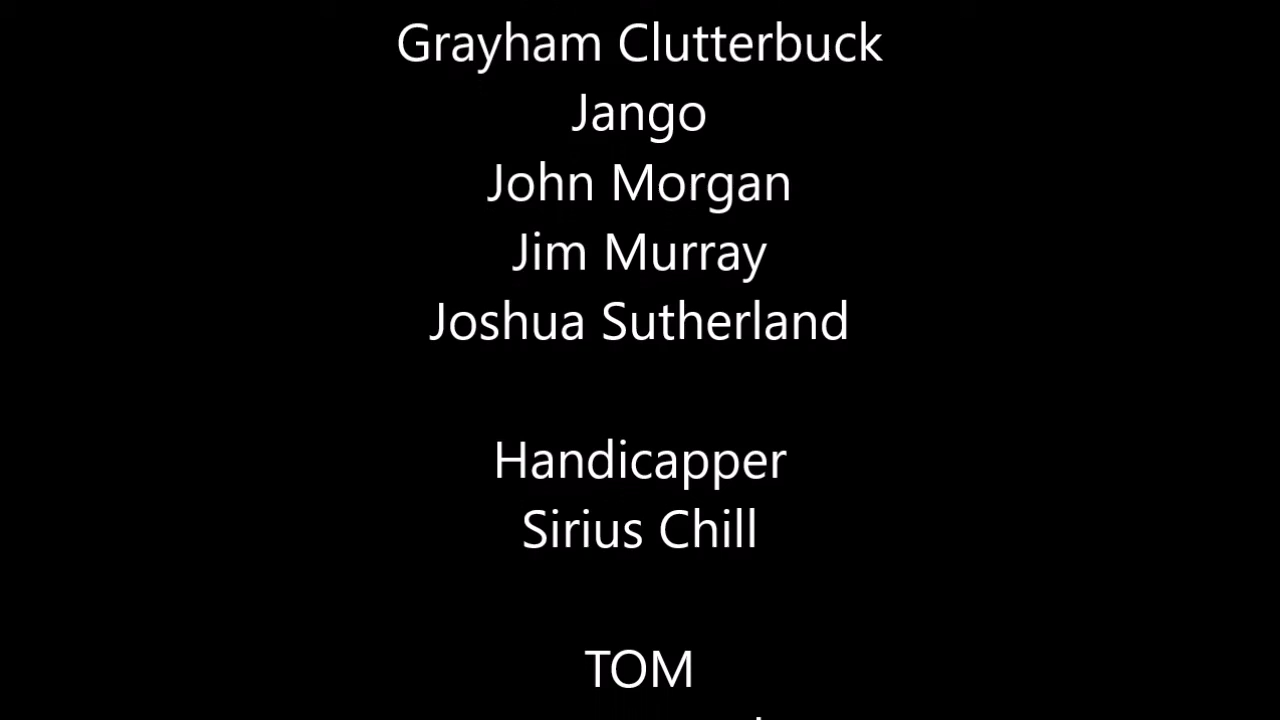 Grayham Clutterbuck
Jango
John Morgan
Jim Murray
Joshua Sutherland
Handicapper
Sirius Chill
TOM